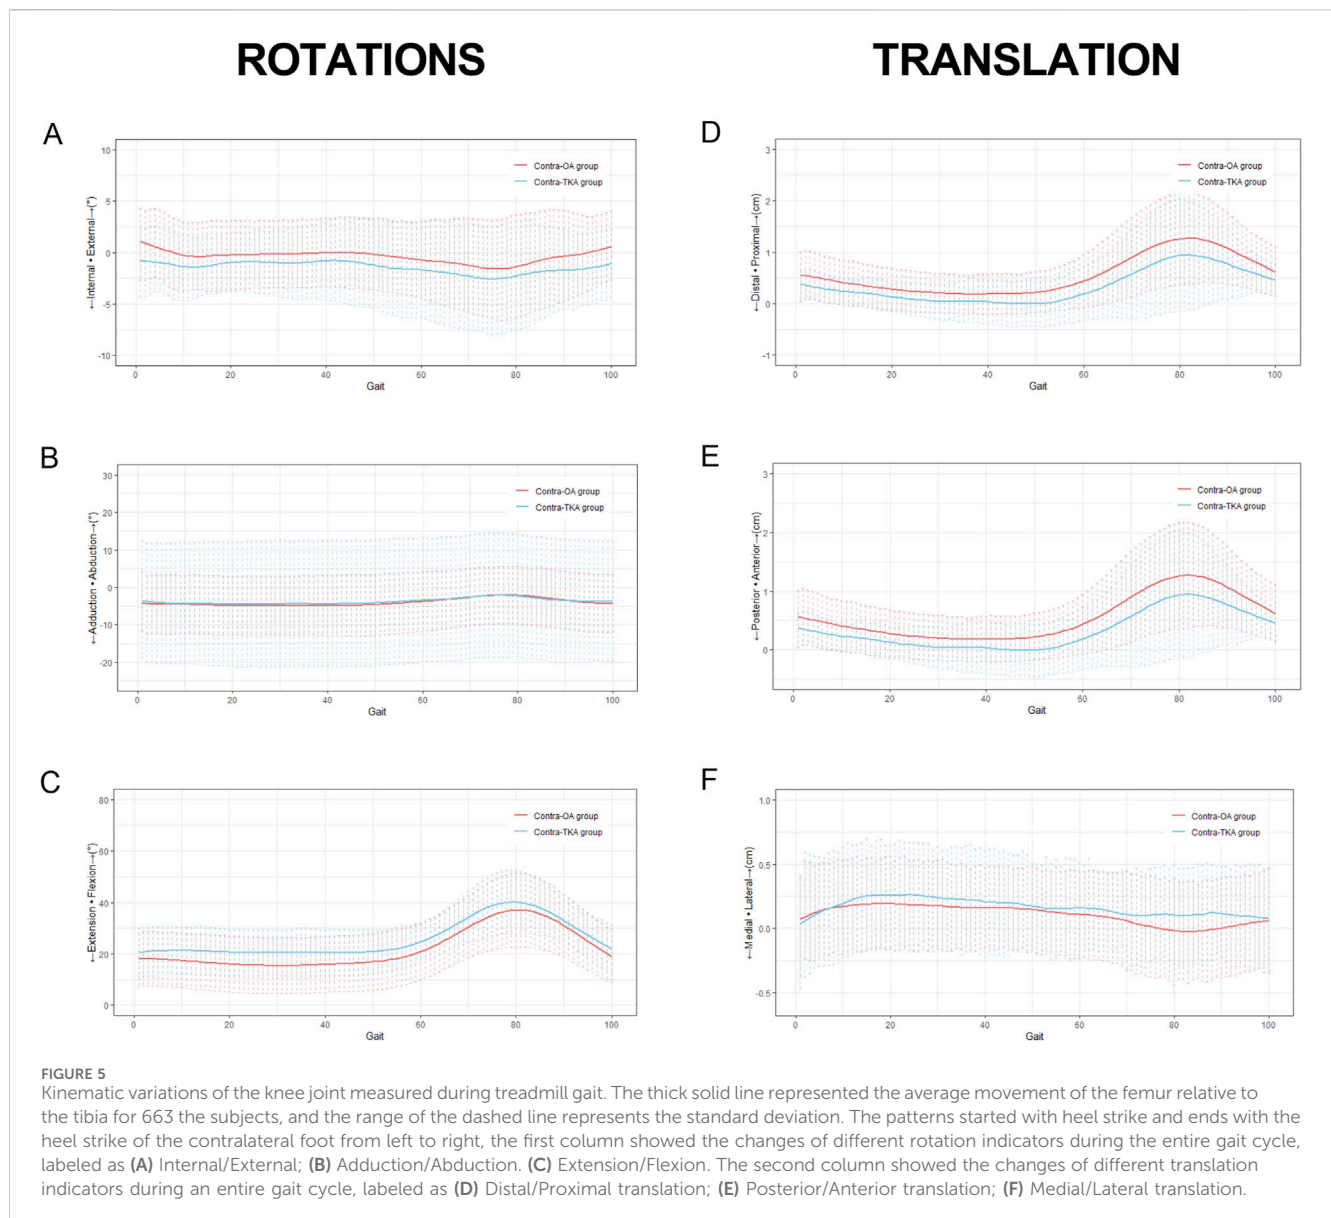 ROTATIONS
TRANSLATION
A
10
5
0
-5
-10
←Internal • External→(°)
Contra-OA group
Contra-TKA group
0 20 40 60 80 100
Gait
D
3
2
1
0
-1
←Distal • Proximal→(cm)
Contra-OA group
Contra-TKA group
0 20 40 60 80 100
Gait
B
30
20
10
0
-10
-20
←Adduction • Abduction→(°)
Contra-OA group
Contra-TKA group
0 20 40 60 80 100
Gait
E
3
2
1
0
←Posterior • Anterior→(cm)
Contra-OA group
Contra-TKA group
0 20 40 60 80 100
Gait
C
80
60
40
20
0
←Extension • Flexion→(°)
Contra-OA group
Contra-TKA group
0 20 40 60 80 100
Gait
F
1.0
0.5
0.0
-0.5
←Medial • Lateral→(cm)
Contra-OA group
Contra-TKA group
0 20 40 60 80 100
Gait
FIGURE 5
Kinematic variations of the knee joint measured during treadmill gait. The thick solid line represented the average movement of the femur relative to
the tibia for 663 the subjects, and the range of the dashed line represents the standard deviation. The patterns started with heel strike and ends with the
heel strike of the contralateral foot from left to right, the first column showed the changes of different rotation indicators during the entire gait cycle,
labeled as (A) Internal/External; (B) Adduction/Abduction. (C) Extension/Flexion. The second column showed the changes of different translation
indicators during an entire gait cycle, labeled as (D) Distal/Proximal translation; (E) Posterior/Anterior translation; (F) Medial/Lateral translation.